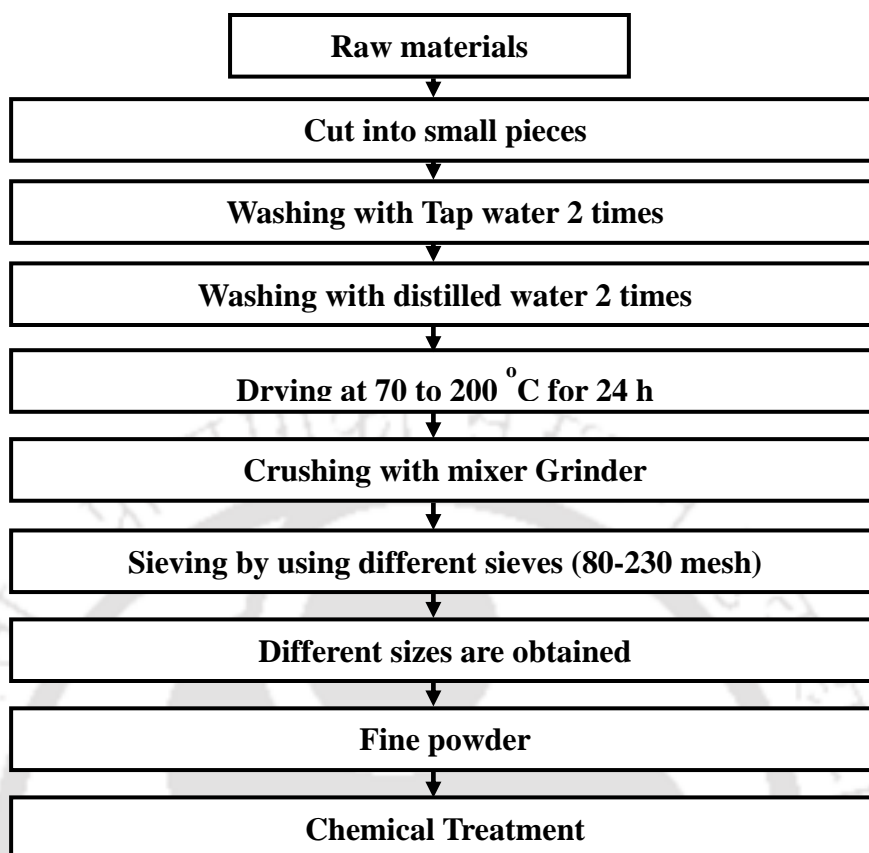 Raw materials
Cut into small pieces
Washing with Tap water 2 times
Washing with distilled water 2 times
Drying at 70 to 200 °C for 24 h
Crushing with mixer Grinder
Sieving by using different sieves (80-230 mesh)
Different sizes are obtained
Fine powder
Chemical Treatment